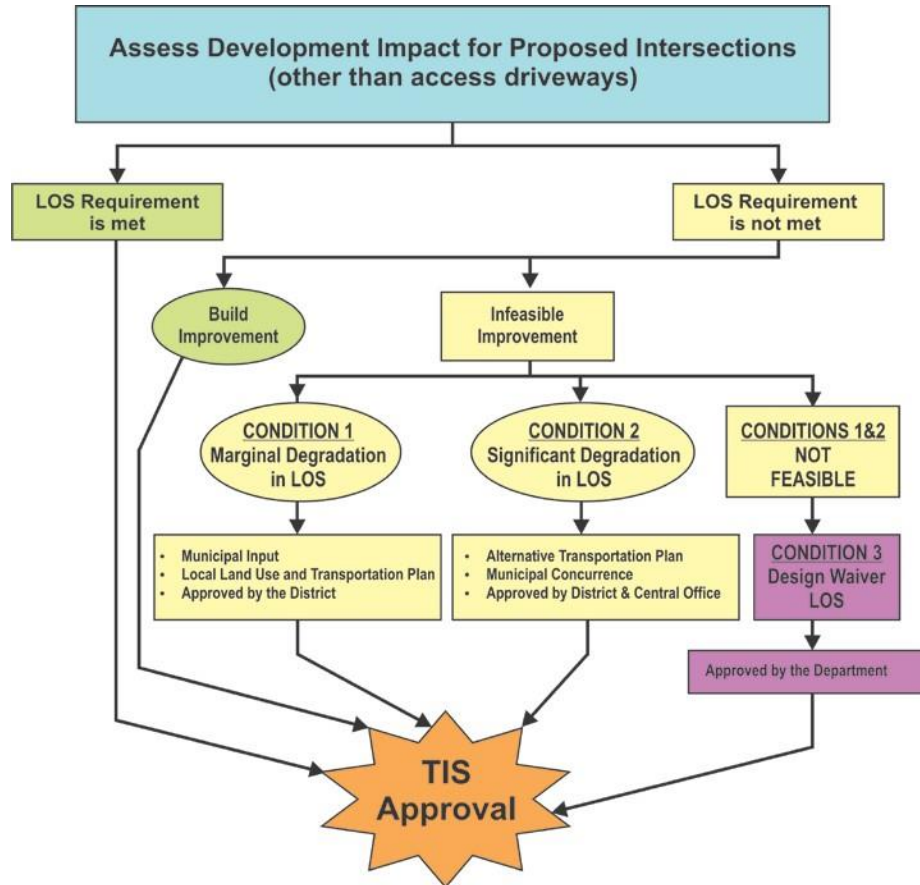 Assess Development Impact for Proposed Intersections
(other than access driveways)
LOS Requirement
is met
LOS Requirement
is not met
Build
Improvement
Infeasible
Improvement
CONDITION 1
Marginal Degradation
in LOS
CONDITION 2
Significant Degradation
in LOS
CONDITIONS 1&2
NOT
FEASIBLE
• Municipal Input
• Local Land Use and Transportation Plan
• Approved by the District
• Alternative Transportation Plan
• Municipal Concurrence
• Approved by District & Central Office
CONDITION 3
Design Waiver
LOS
Approved by the Department
TIS
Approval